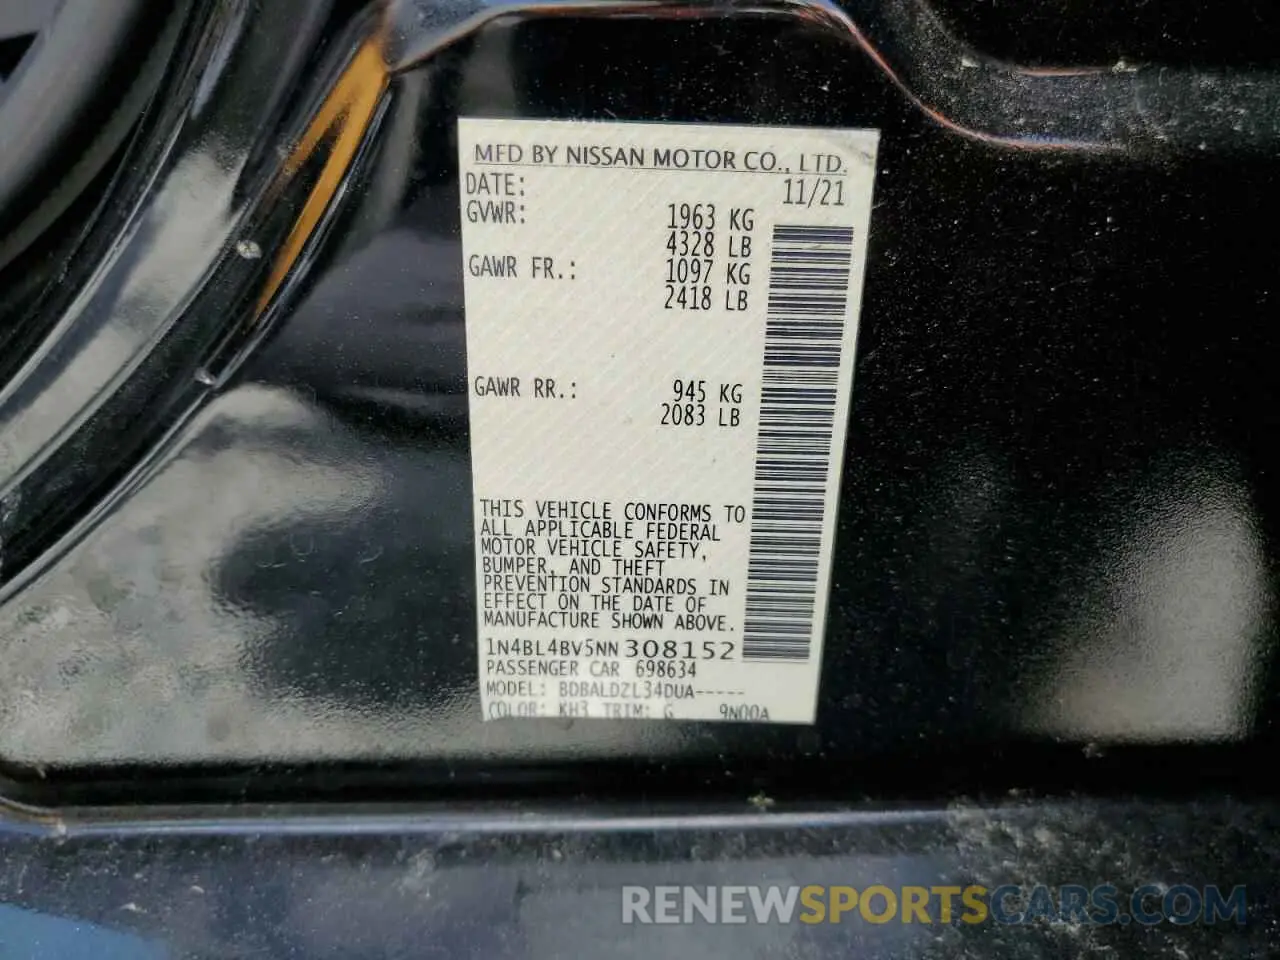 MFD BY NISSAN MOTOR CO., LTD.
DATE: 11/21
GVWR: 1963 KG
4328 LB
GAWR FR.: 1097 KG
2418 LB
GAWR RR.: 945 KG
2083 LB
THIS VEHICLE CONFORMS TO
ALL APPLICABLE FEDERAL
MOTOR VEHICLE SAFETY,
BUMPER, AND THEFT
PREVENTION STANDARDS IN
EFFECT ON THE DATE OF
MANUFACTURE SHOWN ABOVE.
1N4BL4BV5NN308152
PASSENGER CAR 698634
MODEL: BDBALDZL34DUA-----
COLOR: KH3 TRIM: G 9N00A
RENEWSPORTSCARS.COM